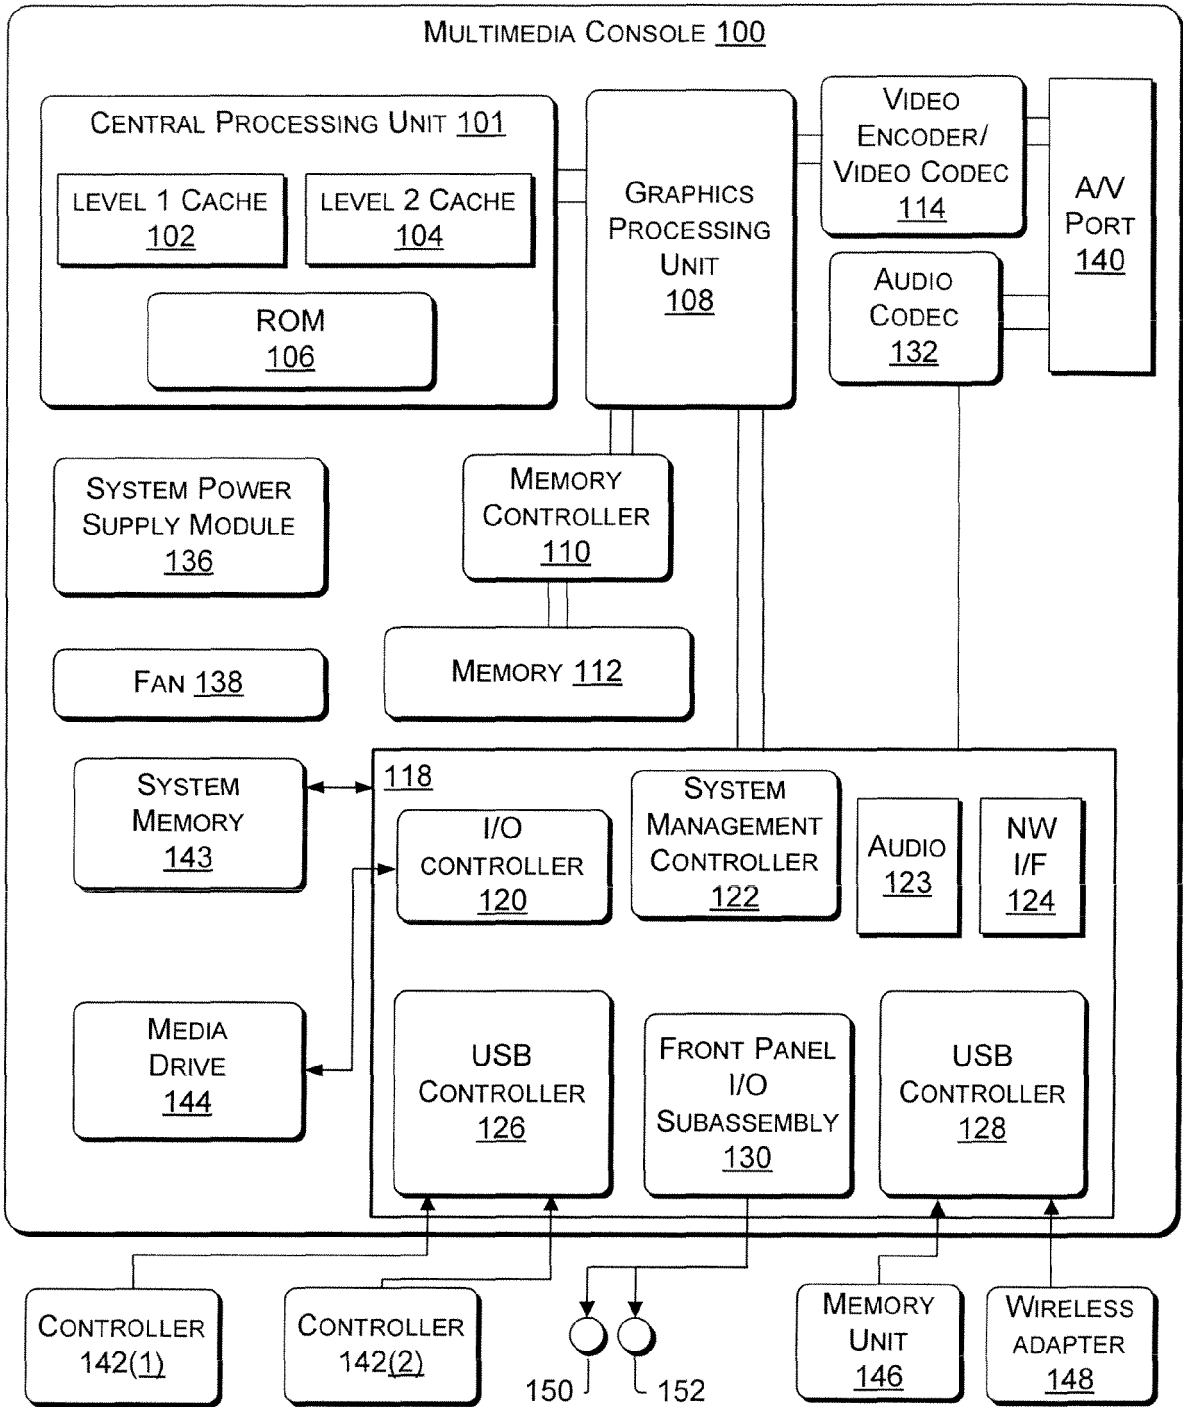 MULTIMEDIA CONSOLE 100
CENTRAL PROCESSING UNIT 101
LEVEL 1 CACHE
102
LEVEL 2 CACHE
104
ROM
106
GRAPHICS
PROCESSING
UNIT
108
VIDEO
ENCODER/
VIDEO CODEC
114
A/V
PORT
140
AUDIO
CODEC
132
SYSTEM POWER
SUPPLY MODULE
136
MEMORY
CONTROLLER
110
FAN 138
MEMORY 112
SYSTEM
MEMORY
143
118
I/O
CONTROLLER
120
SYSTEM
MANAGEMENT
CONTROLLER
122
AUDIO
123
NW
I/F
124
MEDIA
DRIVE
144
USB
CONTROLLER
126
FRONT PANEL
I/O
SUBASSEMBLY
130
USB
CONTROLLER
128
CONTROLLER
142(1)
CONTROLLER
142(2)
150
152
MEMORY
UNIT
146
WIRELESS
ADAPTER
148